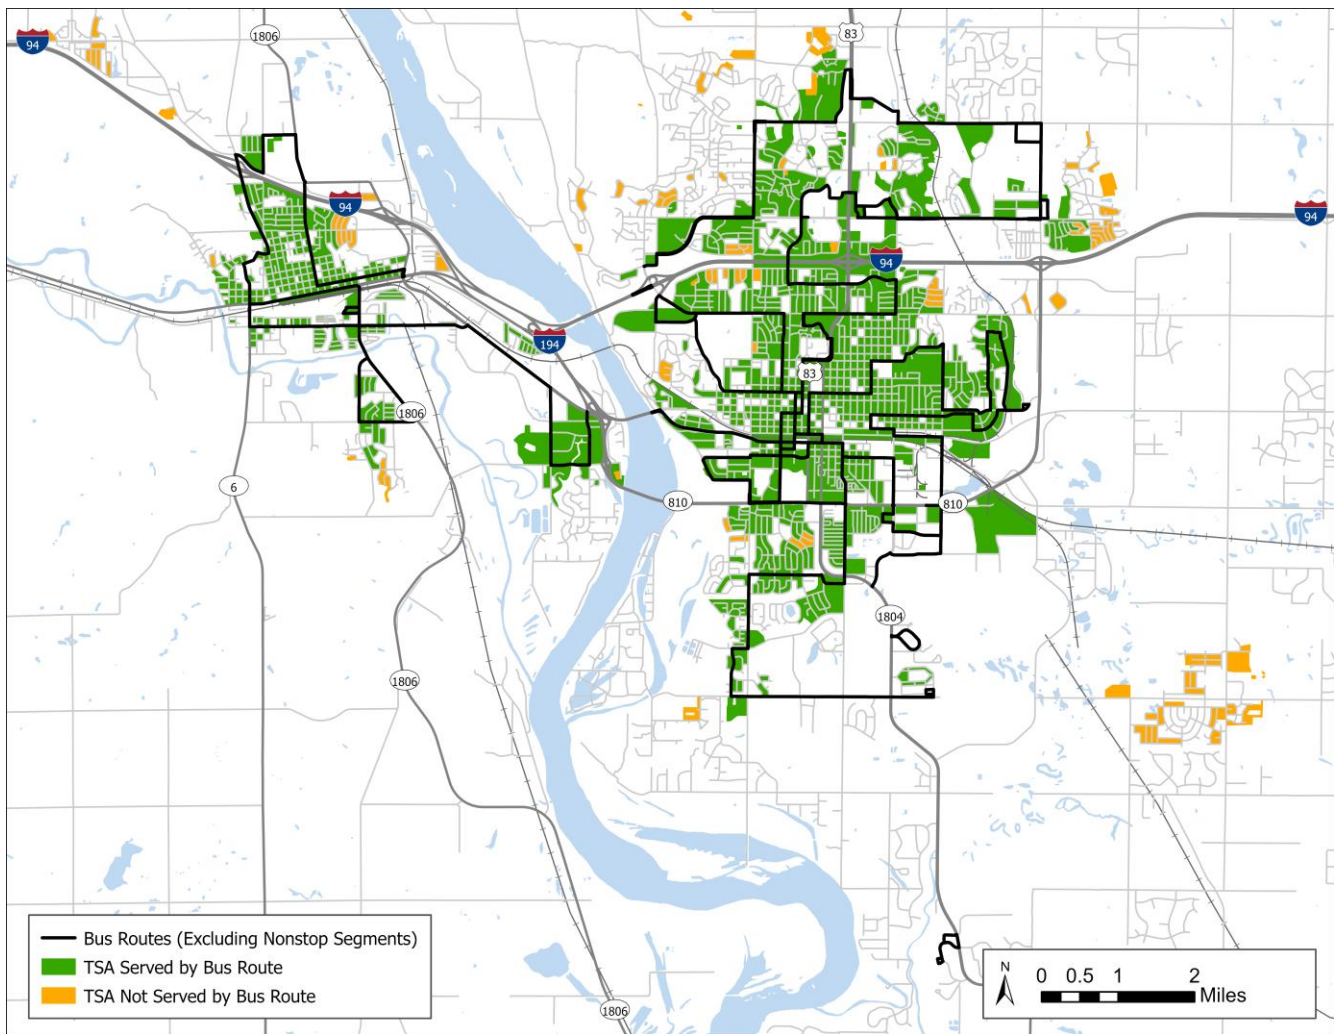 1806
83
94
94
94
94
194
83
1806
6
810
810
1804
1806
1806
Bus Routes (Excluding Nonstop Segments)
TSA Served by Bus Route
TSA Not Served by Bus Route
N
0 0.5 1 2
Miles